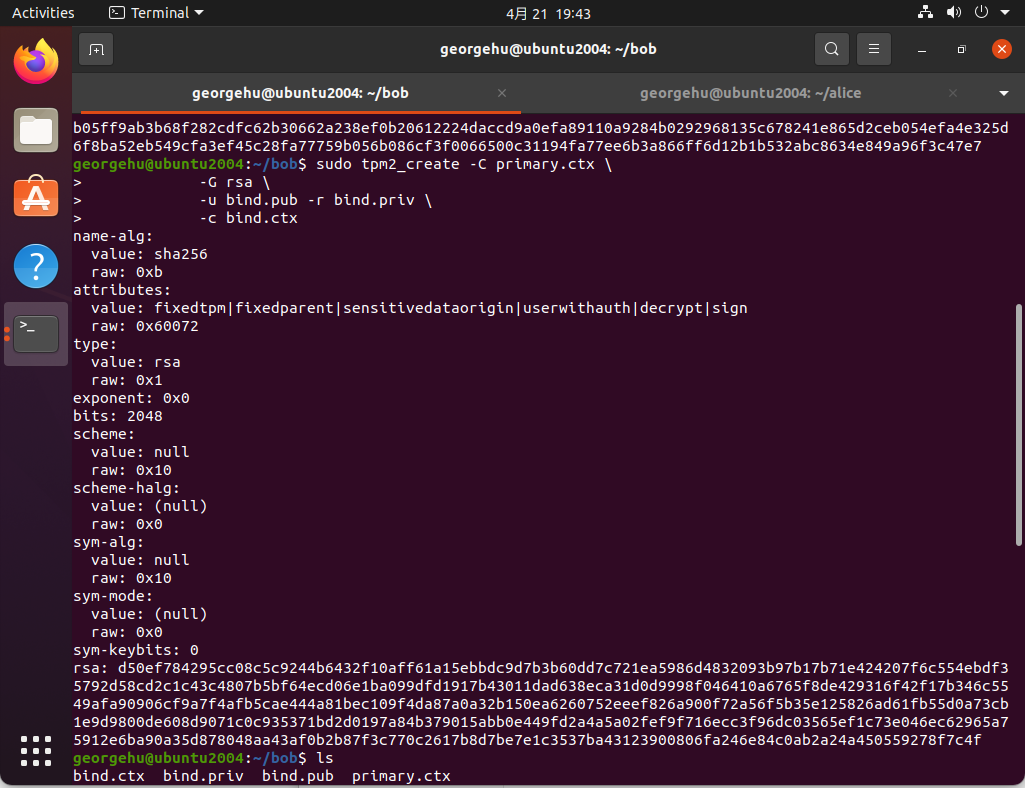 Activities
Terminal
4月 21 19:43
georgehu@ubuntu2004: ~/bob
georgehu@ubuntu2004: ~/bob
georgehu@ubuntu2004: ~/alice
b05ff9ab3b68f282cdfc62b30662a238ef0b20612224daccd9a0efa89110a9284b0292968135c678241e865d2ceb054efa4e325d
6f8ba52eb549cfa3ef45c28fa77759b056b086cf3f0066500c31194fa77ee6b3a866ff6d12b1b532abc8634e849a96f3c47e7
georgehu@ubuntu2004:~/bob$ sudo tpm2_create -C primary.ctx \
> -G rsa \
> -u bind.pub -r bind.priv \
> -c bind.ctx
name-alg:
value: sha256
raw: 0xb
attributes:
value: fixedtpm|fixedparent|sensitivedataorigin|userwithauth|decrypt|sign
raw: 0x60072
type:
value: rsa
raw: 0x1
exponent: 0x0
bits: 2048
scheme:
value: null
raw: 0x10
scheme-halg:
value: (null)
raw: 0x0
sym-alg:
value: null
raw: 0x10
sym-mode:
value: (null)
raw: 0x0
sym-keybits: 0
rsa: d50ef784295cc08c5c9244b6432f10aff61a15ebbdc9d7b3b60dd7c721ea5986d4832093b97b17b71e424207f6c554ebdf3
5792d58cd2c1c43c4807b5bf64ecd06e1ba099dfd1917b43011dad638eca31d0d9998f046410a6765f8de429316f42f17b346c55
49afa90906cf9a7f4afb5cae444a81bec109f4da87a0a32b150ea6260752eeef826a900f72a56f5b35e125826ad61fb55d0a73cb
1e9d9800de608d9071c0c935371bd2d0197a84b379015abb0e449fd2a4a5a02fef9f716ecc3f96dc03565ef1c73e046ec62965a7
5912e6ba90a35d878048aa43af0b2b87f3c770c2617b8d7be7e1c3537ba43123900806fa246e84c0ab2a24a450559278f7c4f
georgehu@ubuntu2004:~/bob$ ls
bind.ctx bind.priv bind.pub primary.ctx